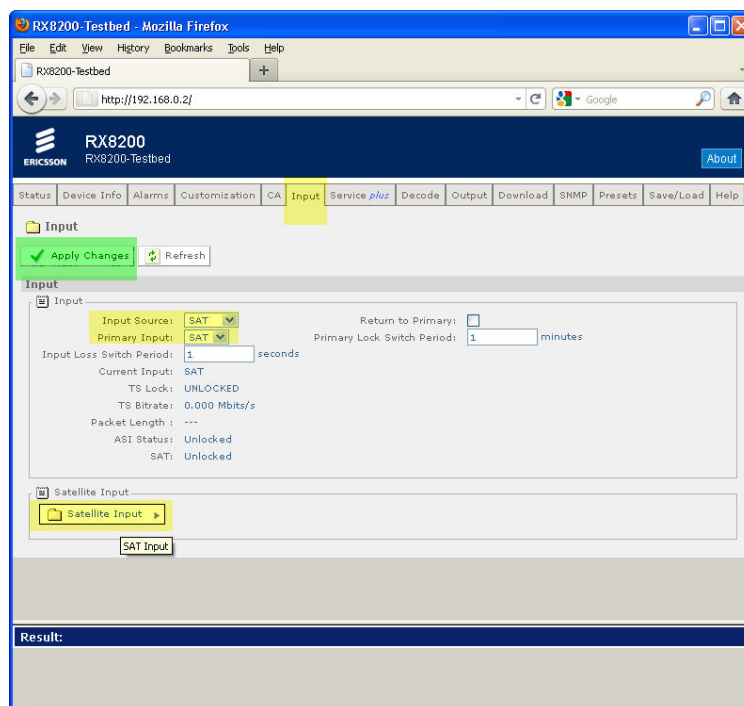 RX8200-Testbed - Mozilla Firefox
File Edit View History Bookmarks Tools Help
RX8200-Testbed +
http://192.168.0.2/ Google
ERICSSON
RX8200
RX8200-Testbed
About
Status Device Info Alarms Customization CA Input Service plus Decode Output Download SNMP Presets Save/Load Help
Input
Apply Changes Refresh
Input
Input
Input Source: SAT Return to Primary:
Primary Input: SAT Primary Lock Switch Period: 1 minutes
Input Loss Switch Period: 1 seconds
Current Input: SAT
TS Lock: UNLOCKED
TS Bitrate: 0.000 Mbits/s
Packet Length : ---
ASI Status: Unlocked
SAT: Unlocked
Satellite Input
Satellite Input
SAT Input
Result: